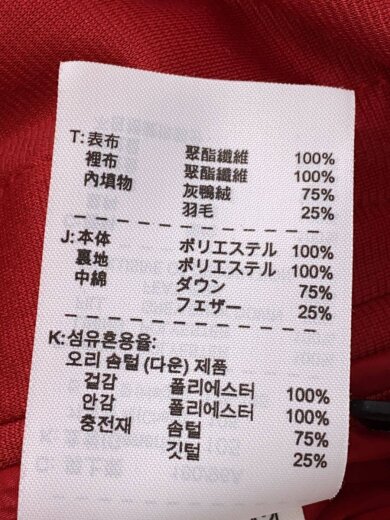 T:表布 聚酯纖維 100%
裡布 聚酯纖維 100%
內填物 灰鴨絨 75%
羽毛 25%
J:本体 ポリエステル 100%
裏地 ポリエステル 100%
中綿 ダウン 75%
フェザー 25%
K:섬유혼용율:
오리 솜털 (다운) 제품
겉감 폴리에스터 100%
안감 폴리에스터 100%
충전재 솜털 75%
깃털 25%